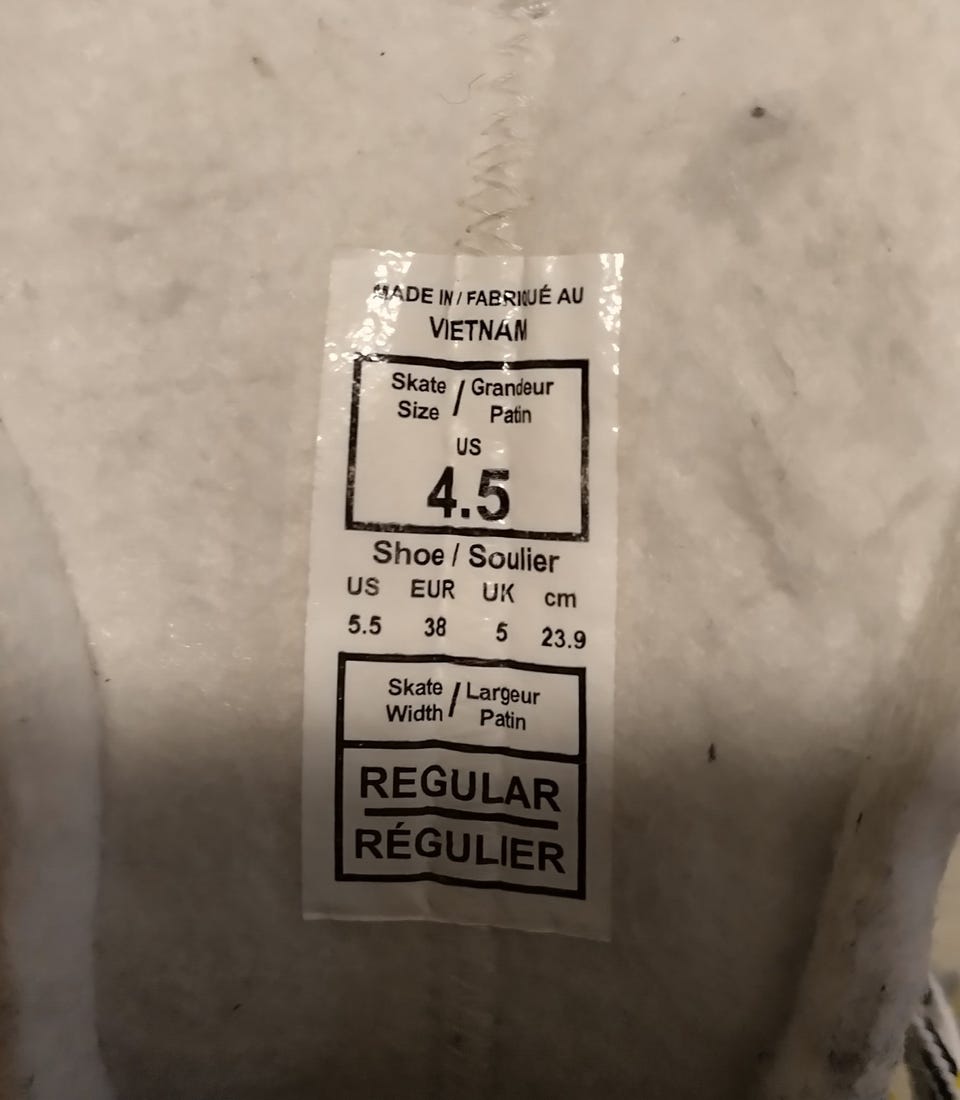 MADE IN / FABRIQUÉ AU
VIETNAM
Skate / Grandeur
Size Patin
US
4.5
Shoe / Soulier
US EUR UK cm
5.5 38 5 23.9
Skate / Largeur
Width Patin
REGULAR
RÉGULIER